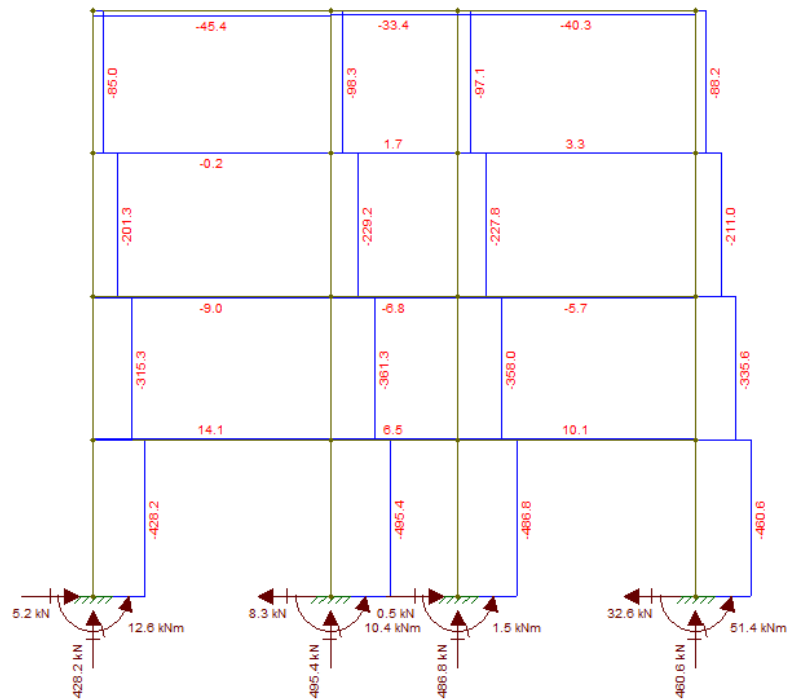 -45.4 -33.4 -40.3
-85.0 -98.3 -97.1 -88.2
1.7 3.3
-0.2
-201.3 -229.2 -227.8 -211.0
-9.0 -6.8 -5.7
-315.3 -361.3 -358.0 -335.6
14.1 6.5 10.1
-428.2 -495.4 -486.8 -460.6
5.2 kN 8.3 kN 0.5 kN 32.6 kN
12.6 kNm 10.4 kNm 1.5 kNm 51.4 kNm
428.2 kN 495.4 kN 486.8 kN 460.6 kN